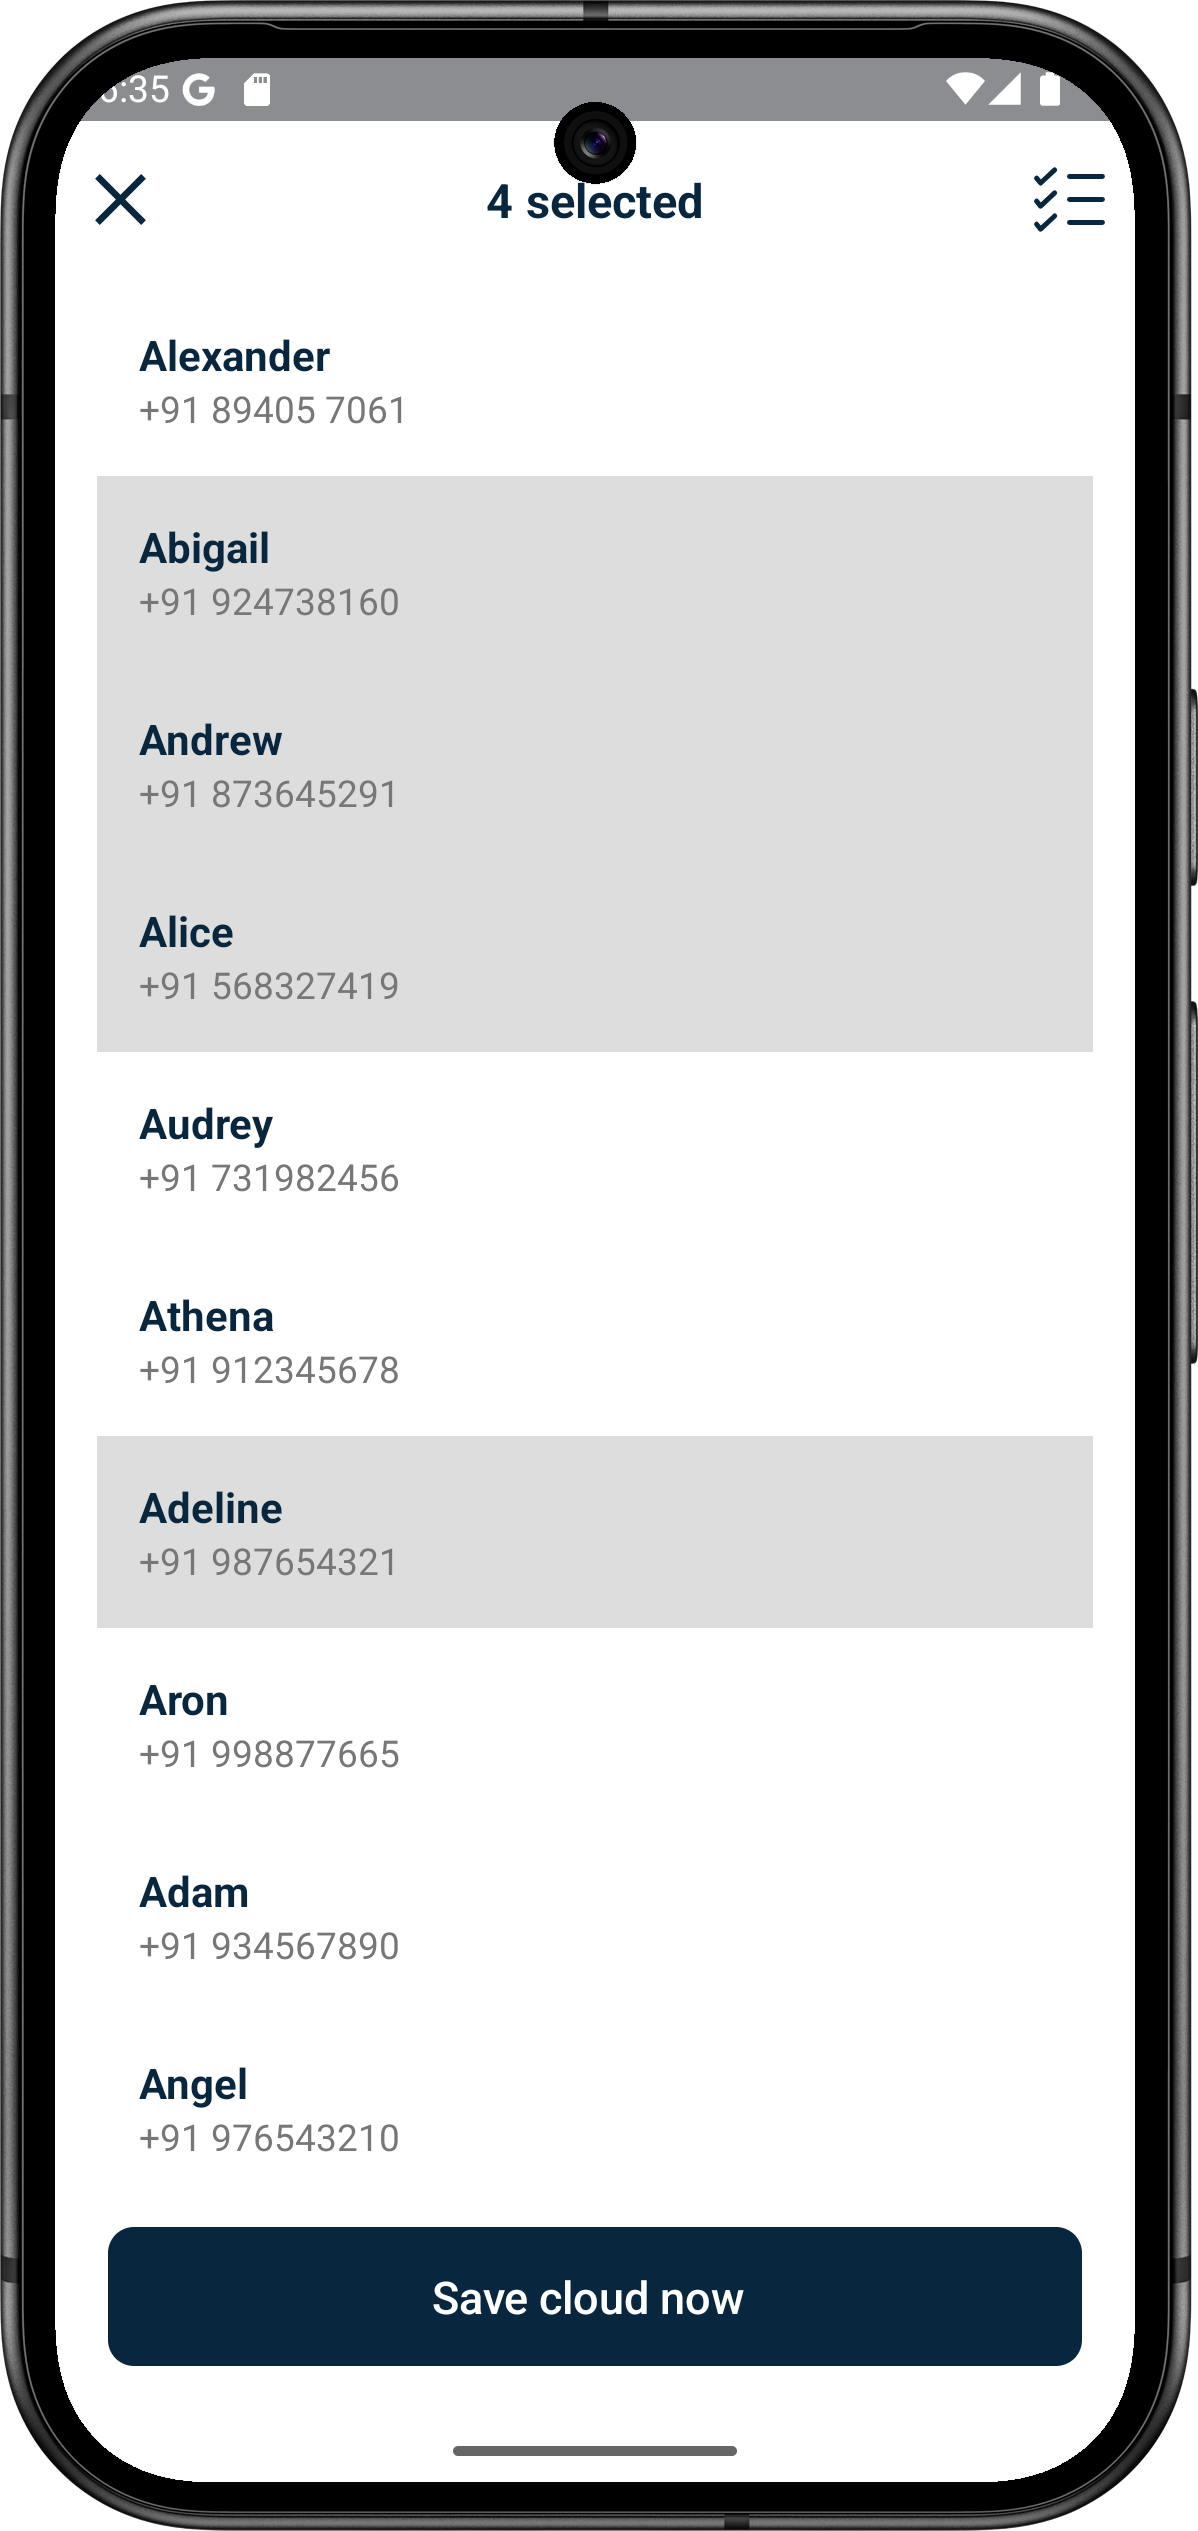 :35
4 selected
Alexander
+91 89405 7061
Abigail
+91 924738160
Andrew
+91 873645291
Alice
+91 568327419
Audrey
+91 731982456
Athena
+91 912345678
Adeline
+91 987654321
Aron
+91 998877665
Adam
+91 934567890
Angel
+91 976543210
Save cloud now